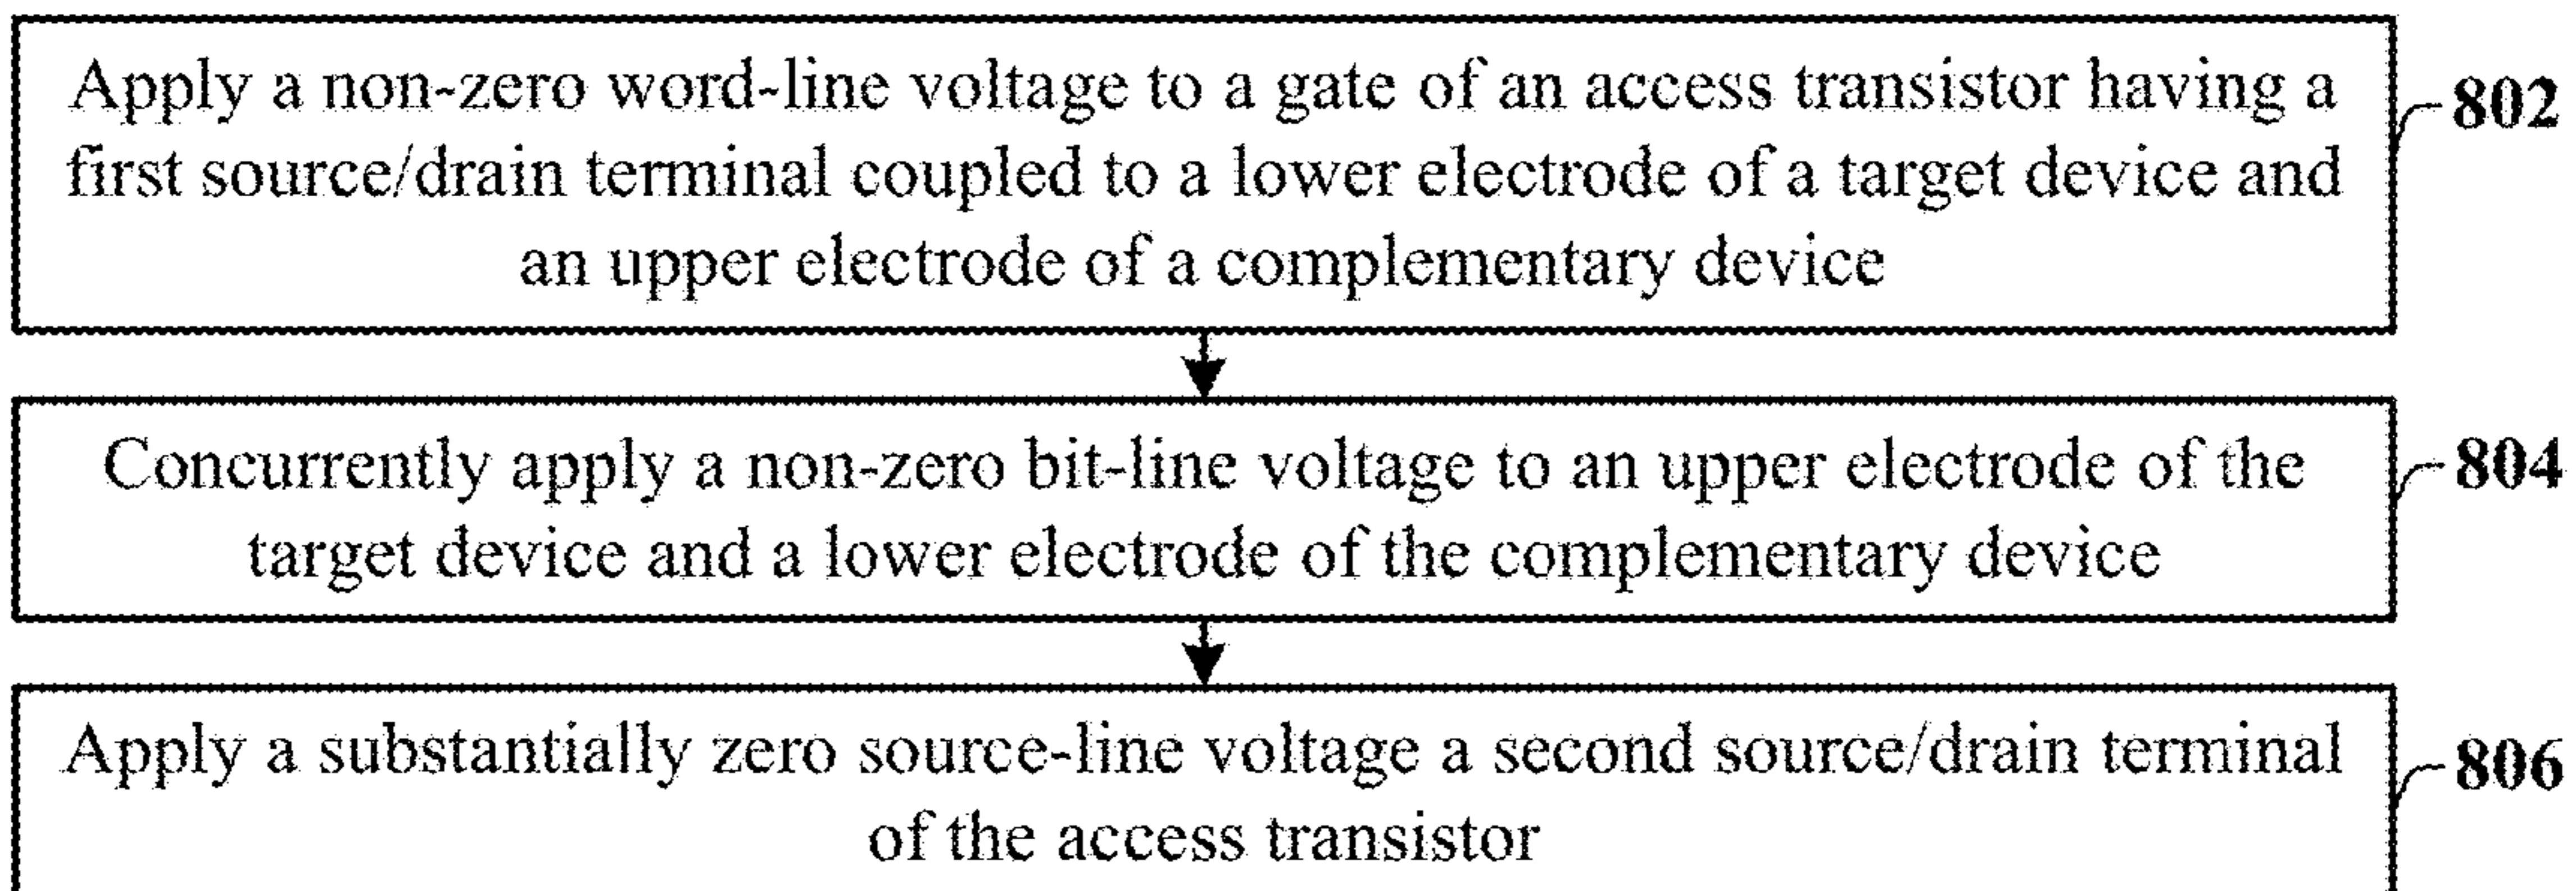 Apply a non-zero word-line voltage to a gate of an access transistor having a
802
first source/drain terminal coupled to a lower electrode of a target device and
an upper electrode of a complementary device
Concurrently apply a non-zero bit-line voltage to an upper electrode of the
804
target device and a lower electrode of the complementary device
Apply a substantially zero source-line voltage a second source/drain terminal
806
of the access transistor